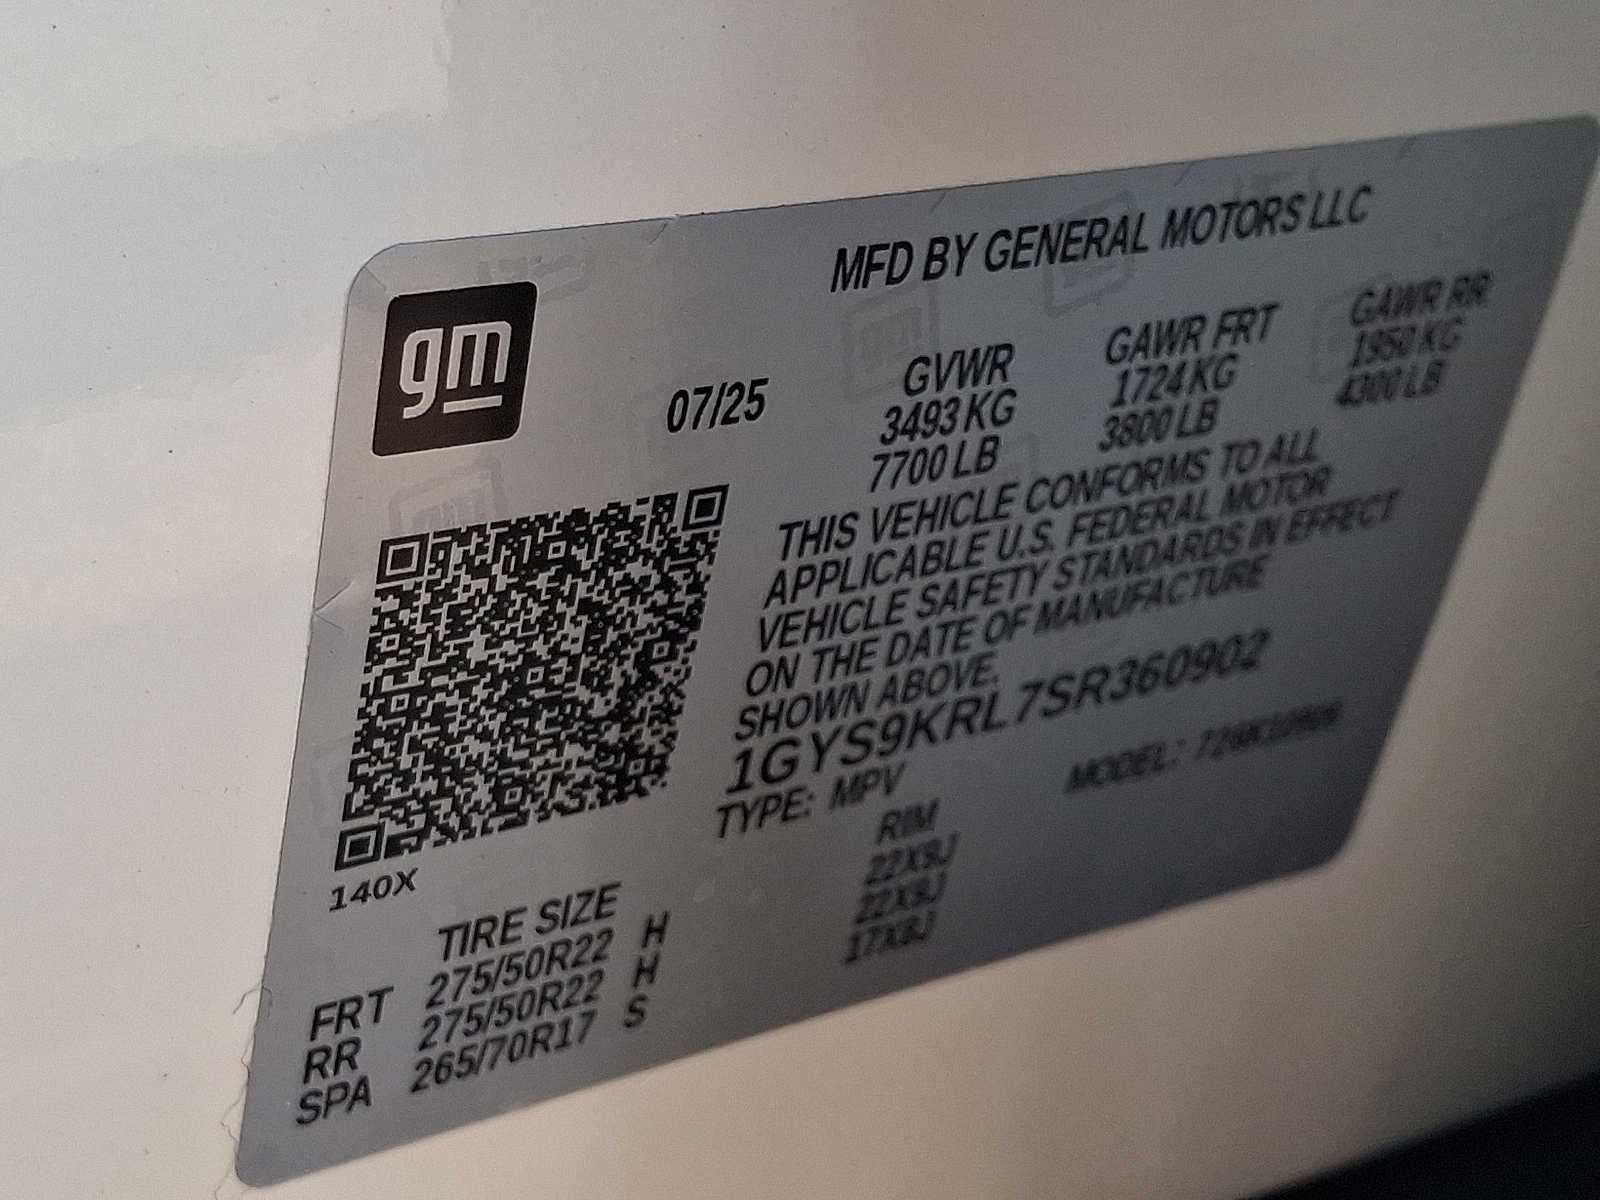 gm
MFD BY GENERAL MOTORS LLC
07/25
GVWR GAWR FRT GAWR RR
3493 KG 1724 KG 1950 KG
7700 LB 3800 LB 4300 LB
THIS VEHICLE CONFORMS TO ALL
APPLICABLE U.S. FEDERAL MOTOR
VEHICLE SAFETY STANDARDS IN EFFECT
ON THE DATE OF MANUFACTURE
SHOWN ABOVE.
1GYS9KRL7SR360902
TYPE: MPV MODEL:
140X
TIRE SIZE RIM
FRT 275/50R22 H 22X9J
RR 275/50R22 H 22X9J
SPA 265/70R17 S 17X8J